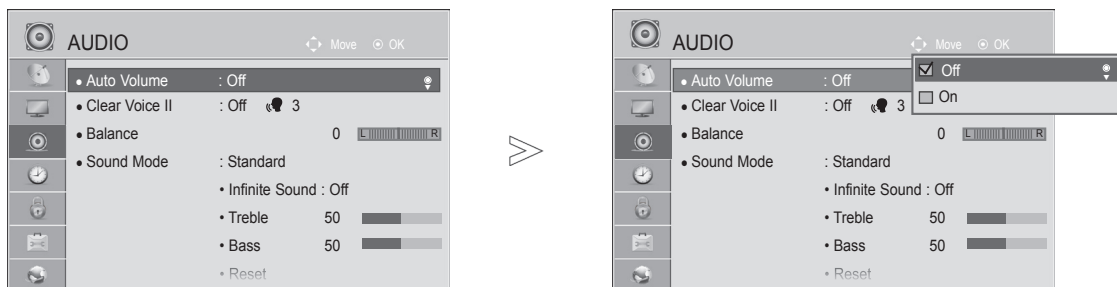 AUDIO
Move OK
• Auto Volume : Off
• Clear Voice II : Off 3
• Balance 0 L R
• Sound Mode : Standard
• Infinite Sound : Off
• Treble 50
• Bass 50
• Reset
AUDIO
Move OK
• Auto Volume : Off
Off
On
• Clear Voice II : Off 3
• Balance 0 L R
• Sound Mode : Standard
• Infinite Sound : Off
• Treble 50
• Bass 50
• Reset